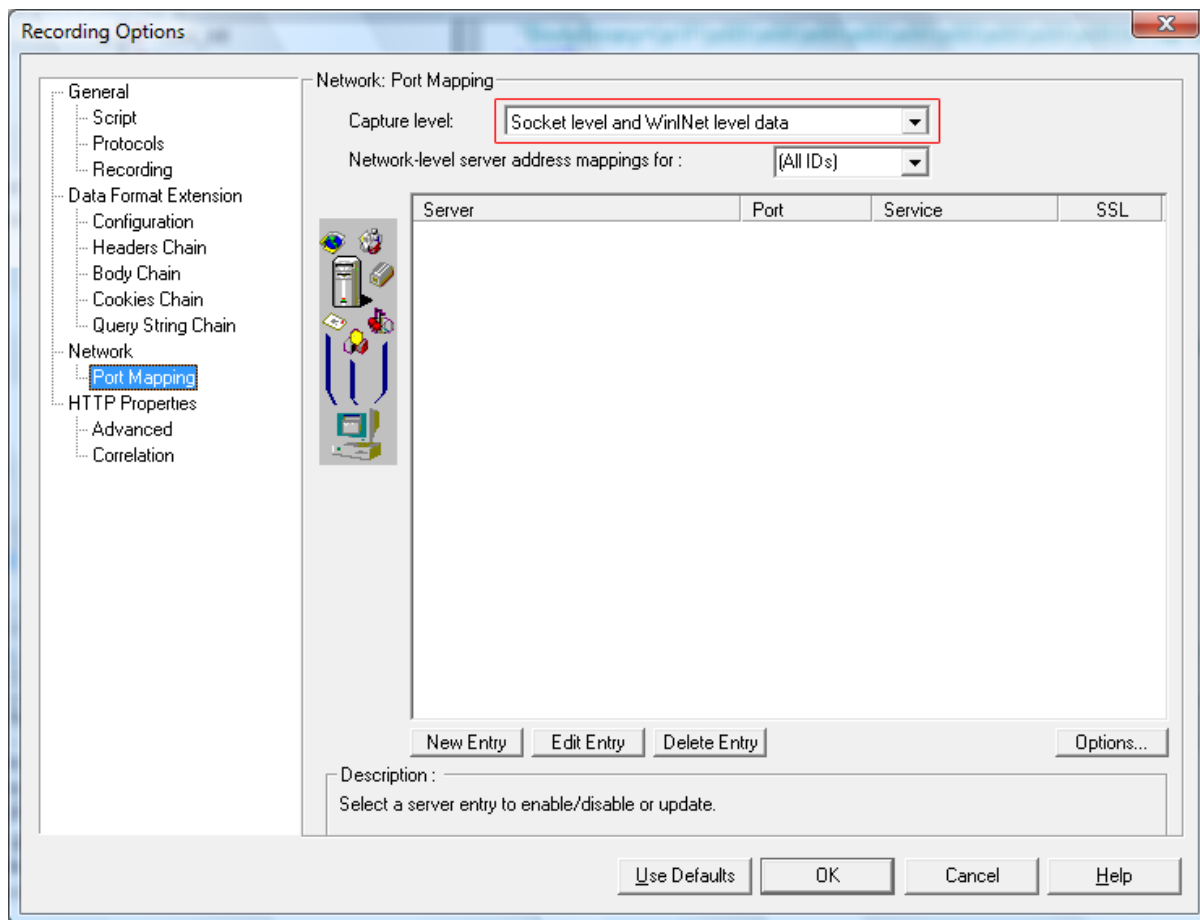 Recording Options
General
Script
Protocols
Recording
Data Format Extension
Configuration
Headers Chain
Body Chain
Cookies Chain
Query String Chain
Network
Port Mapping
HTTP Properties
Advanced
Correlation
Network: Port Mapping
Capture level: Socket level and WinINet level data
Network-level server address mappings for : (All IDs)
Server Port Service SSL
New Entry Edit Entry Delete Entry Options...
Description :
Select a server entry to enable/disable or update.
Use Defaults OK Cancel Help